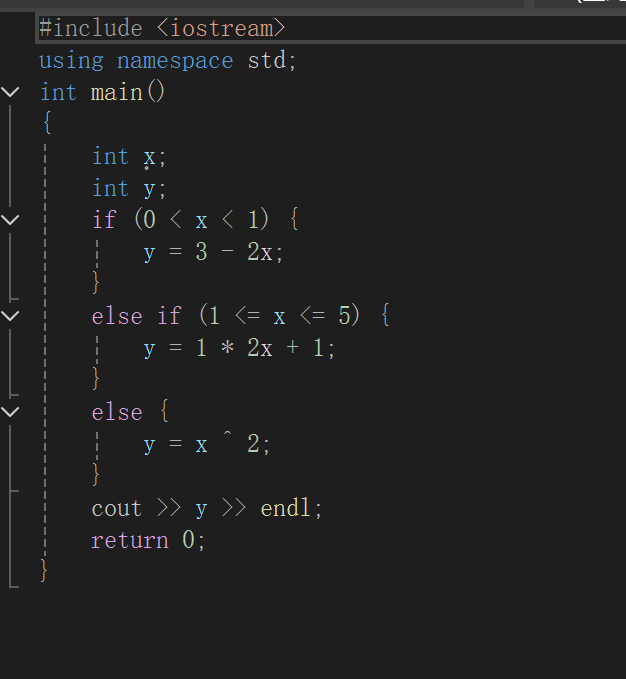 #include <iostream>
using namespace std;
int main()
{
int x;
int y;
if (0 < x < 1) {
y = 3 - 2x;
}
else if (1 <= x <= 5) {
y = 1 * 2x + 1;
}
else {
y = x ^ 2;
}
cout >> y >> endl;
return 0;
}